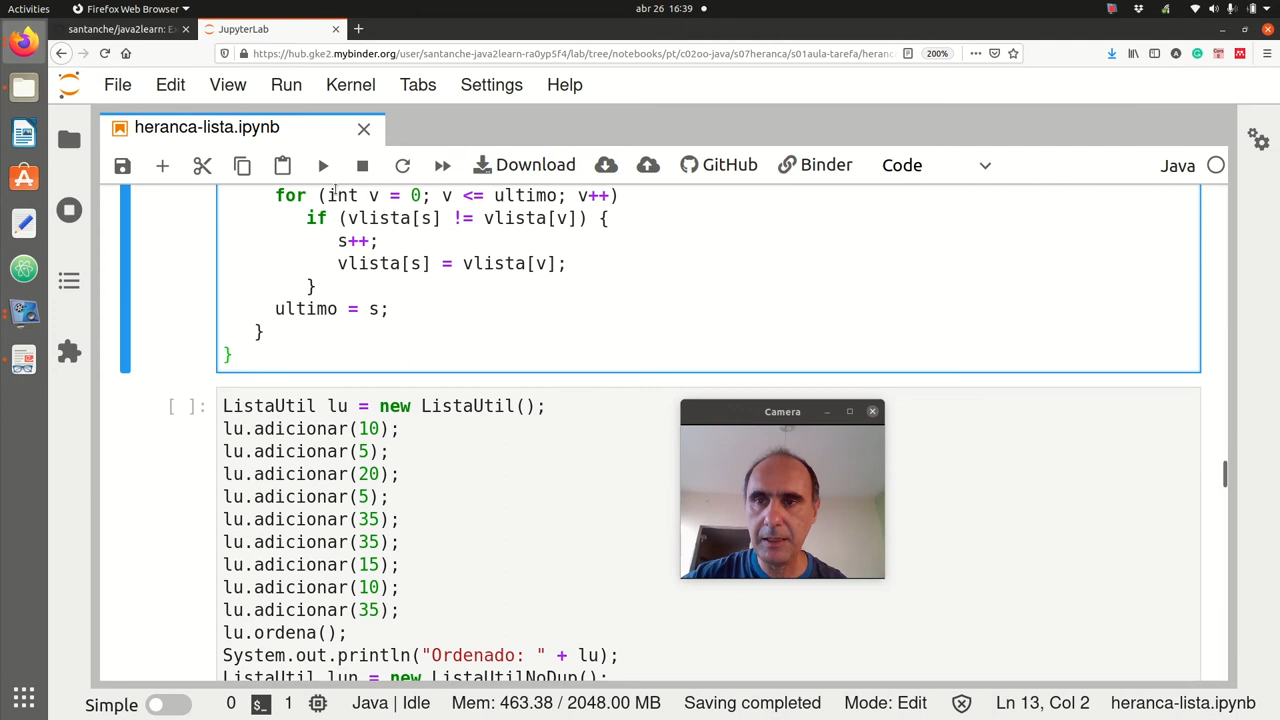 Activities
Firefox Web Browser
abr 26 16:39
santanche/java2learn: E
JupyterLab
https://hub.gke2.mybinder.org/user/santanche-java2learn-ra0yp5f4/lab/tree/notebooks/pt/c02oo-java/s07heranca/s01aula-tarefa/heran
200%
File Edit View Run Kernel Tabs Settings Help
heranca-lista.ipynb
Download GitHub Binder Code Java
for (int v = 0; v <= ultimo; v++)
if (vlista[s] != vlista[v]) {
s++;
vlista[s] = vlista[v];
}
ultimo = s;
}
}
[ ]:
ListaUtil lu = new ListaUtil();
lu.adicionar(10);
lu.adicionar(5);
lu.adicionar(20);
lu.adicionar(5);
lu.adicionar(35);
lu.adicionar(35);
lu.adicionar(15);
lu.adicionar(10);
lu.adicionar(35);
lu.ordena();
System.out.println("Ordenado: " + lu);
ListaUtil lun = new ListaUtilNoDup();
Camera
Simple 0 1 Java | Idle Mem: 463.38 / 2048.00 MB Saving completed Mode: Edit Ln 13, Col 2 heranca-lista.ipynb